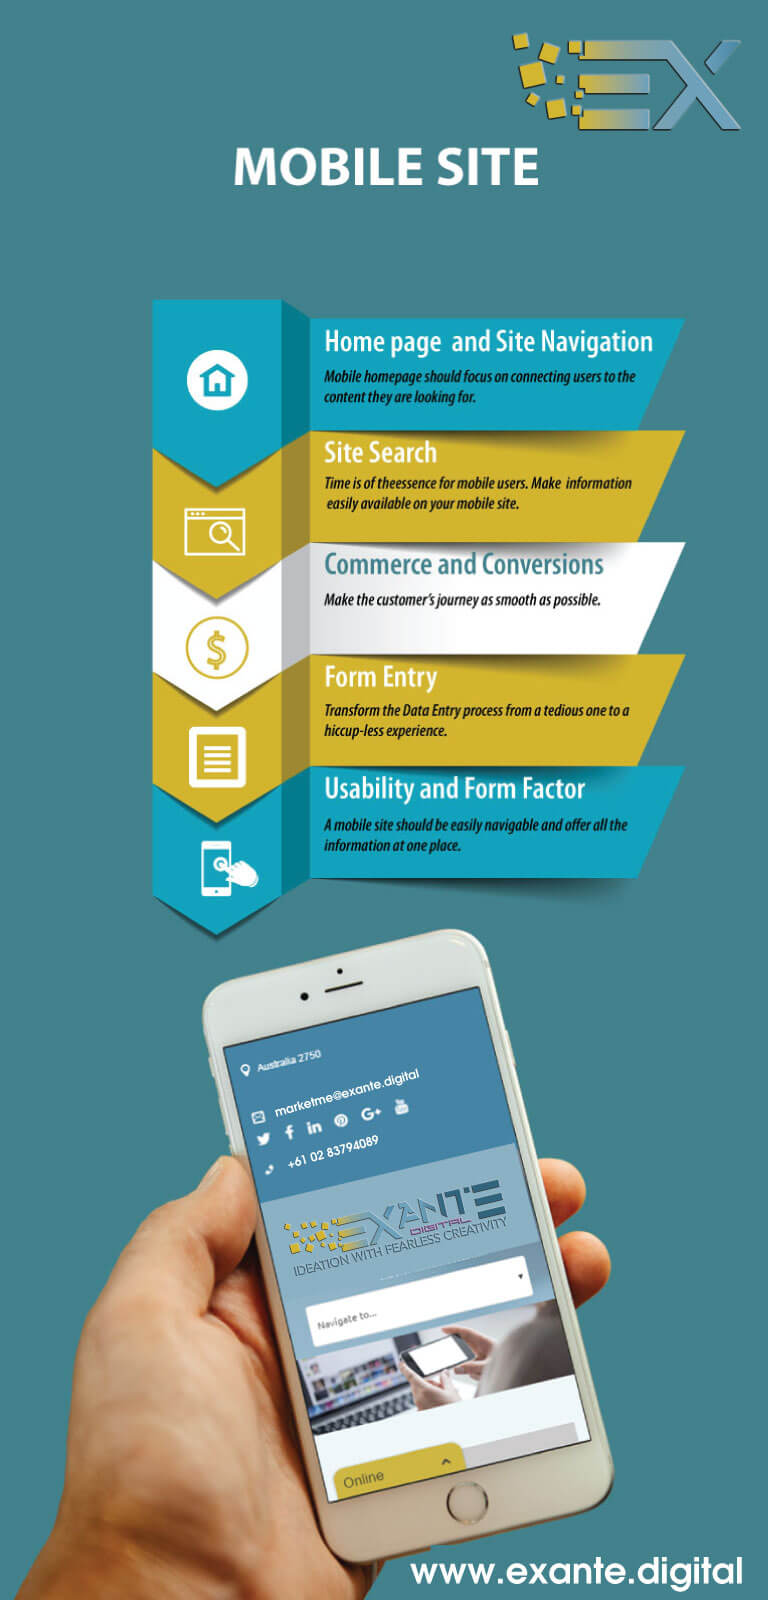 EX
MOBILE SITE
Home page and Site Navigation
Mobile homepage should focus on connecting users to the
content they are looking for.
Site Search
Time is of theessence for mobile users. Make information
easily available on your mobile site.
Commerce and Conversions
Make the customer's journey as smooth as possible.
Form Entry
Transform the Data Entry process from a tedious one to a
hiccup-less experience.
Usability and Form Factor
A mobile site should be easily navigable and offer all the
information at one place.
Australia 2750
marketme@exante.digital
+61 02 83794089
EXANTE
DIGITAL
IDEATION WITH FEARLESS CREATIVITY
Navigate to...
Online
www.exante.digital